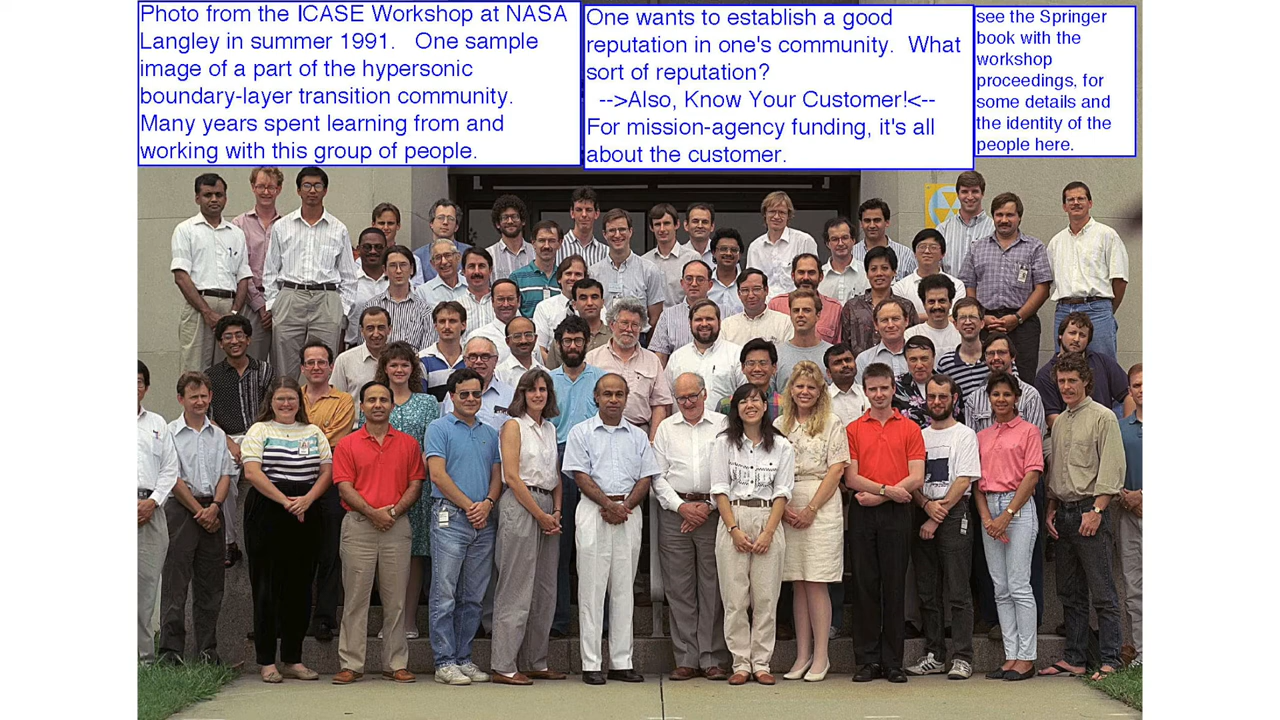 Photo from the ICASE Workshop at NASA
Langley in summer 1991.   One sample
image of a part of the hypersonic
boundary-layer transition community.
Many years spent learning from and
working with this group of people.
One wants to establish a good
reputation in one's community.  What
sort of reputation?
-->Also, Know Your Customer!<--
For mission-agency funding, it's all
about the customer.
see the Springer
book with the
workshop
proceedings, for
some details and
the identity of the
people here.